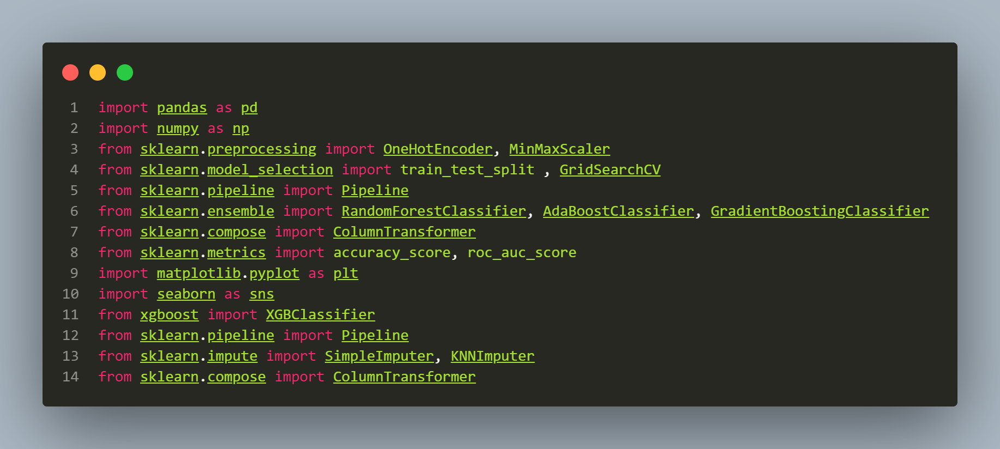 1 import pandas as pd
2 import numpy as np
3 from sklearn.preprocessing import OneHotEncoder, MinMaxScaler
4 from sklearn.model_selection import train_test_split , GridSearchCV
5 from sklearn.pipeline import Pipeline
6 from sklearn.ensemble import RandomForestClassifier, AdaBoostClassifier, GradientBoostingClassifier
7 from sklearn.compose import ColumnTransformer
8 from sklearn.metrics import accuracy_score, roc_auc_score
9 import matplotlib.pyplot as plt
10 import seaborn as sns
11 from xgboost import XGBClassifier
12 from sklearn.pipeline import Pipeline
13 from sklearn.impute import SimpleImputer, KNNImputer
14 from sklearn.compose import ColumnTransformer